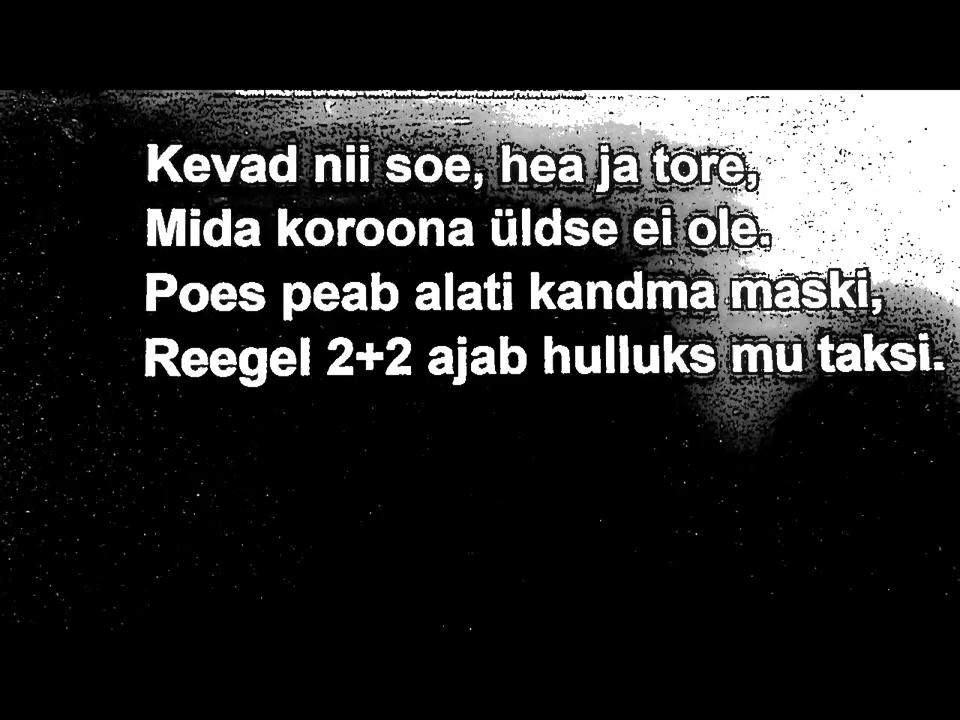 Kevad nii soe, hea ja tore,
Mida koroona üldse ei ole.
Poes peab alati kandma maski,
Reegel 2+2 ajab hulluks mu taksi.